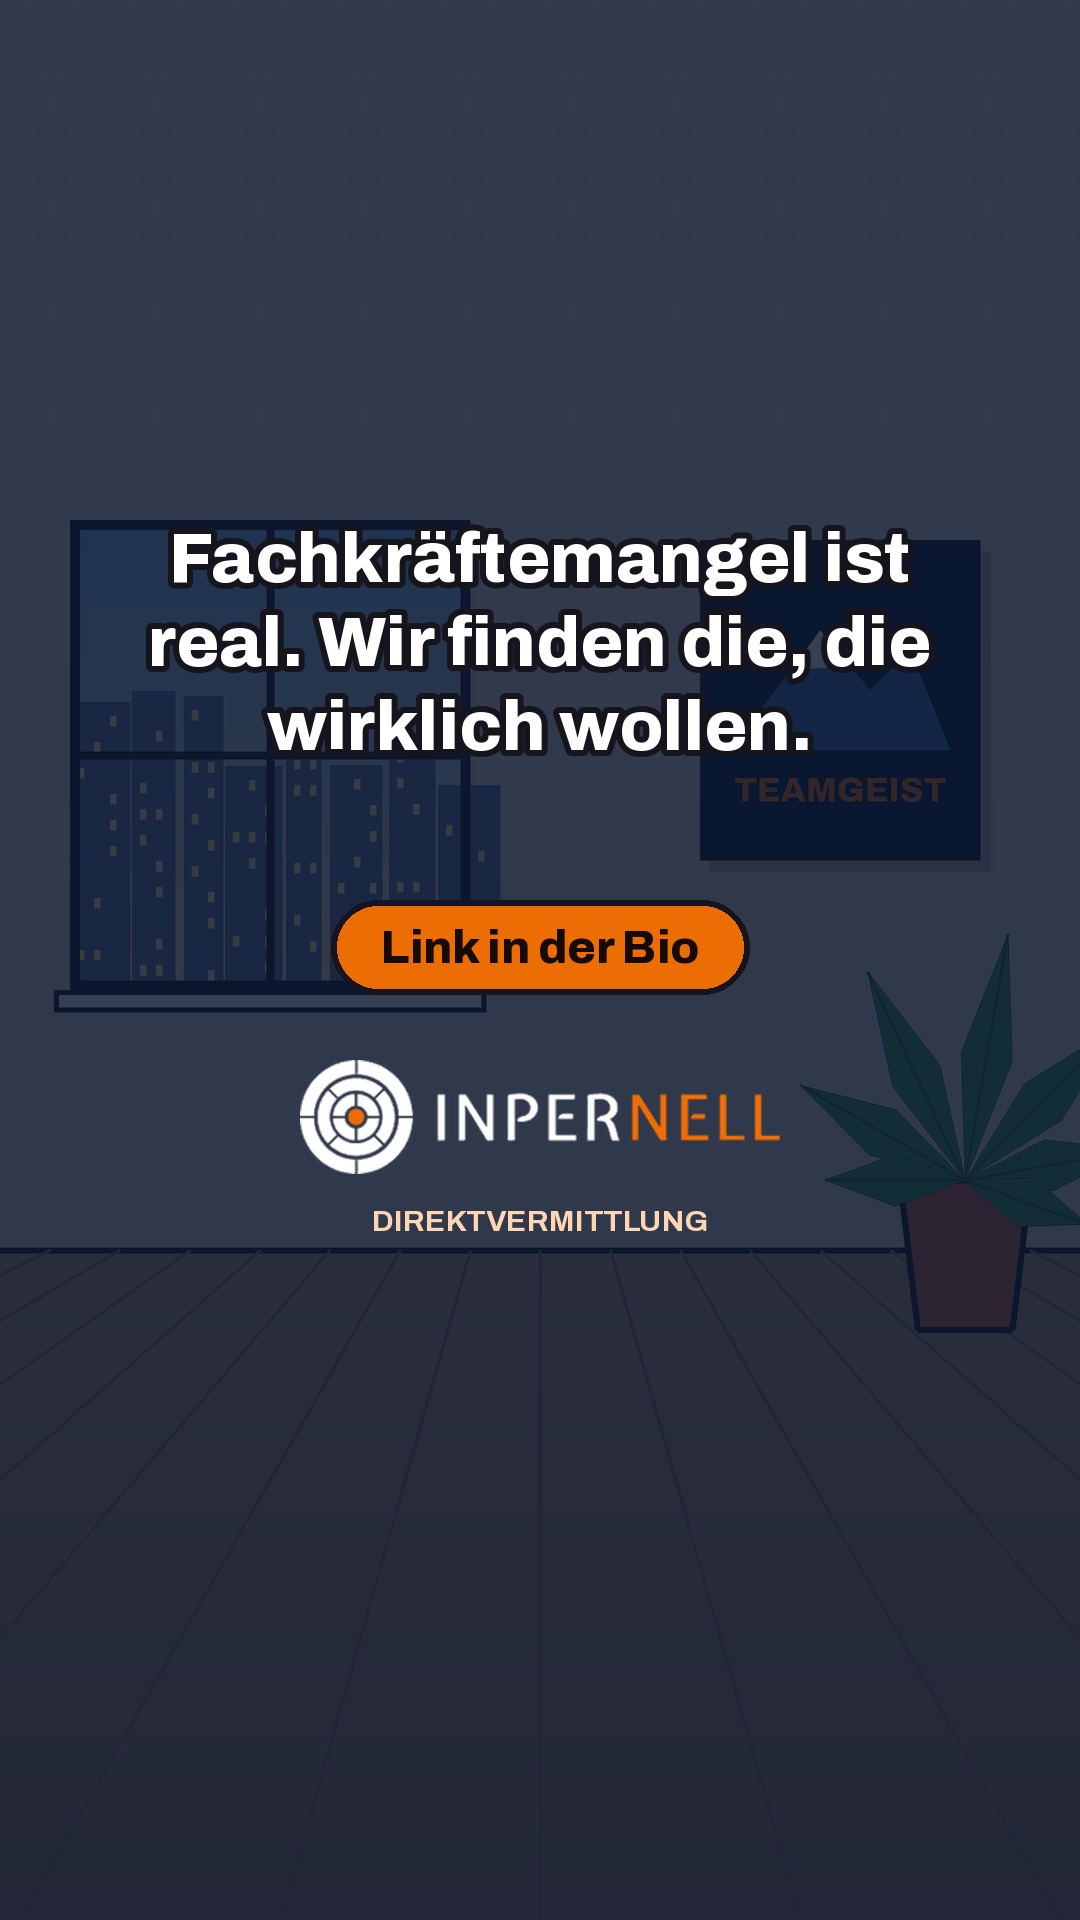 Fachkräftemangel ist
real. Wir finden die, die
wirklich wollen.
TEAMGEIST
Link in der Bio
INPERNELL
DIREKTVERMITTLUNG